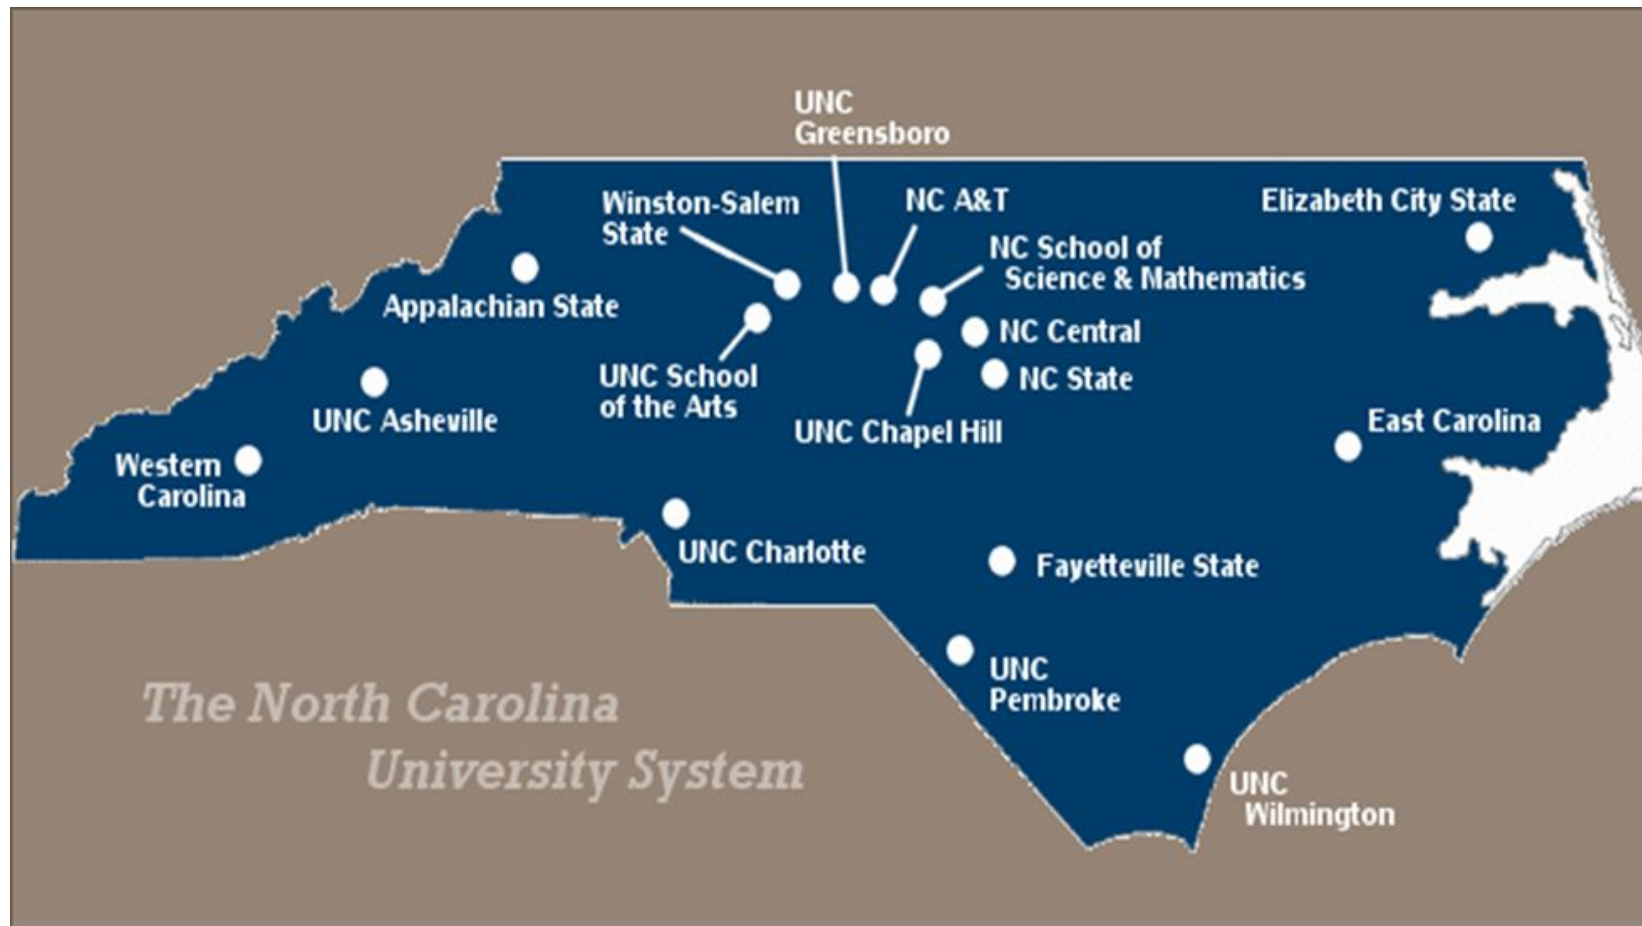 UNC
Greensboro
Winston-Salem
State
NC A&T
Elizabeth City State
NC School of
Science & Mathematics
Appalachian State
NC Central
UNC School
of the Arts
NC State
UNC Asheville
UNC Chapel Hill
East Carolina
Western
Carolina
UNC Charlotte
Fayetteville State
UNC
Pembroke
The North Carolina
University System
UNC
Wilmington